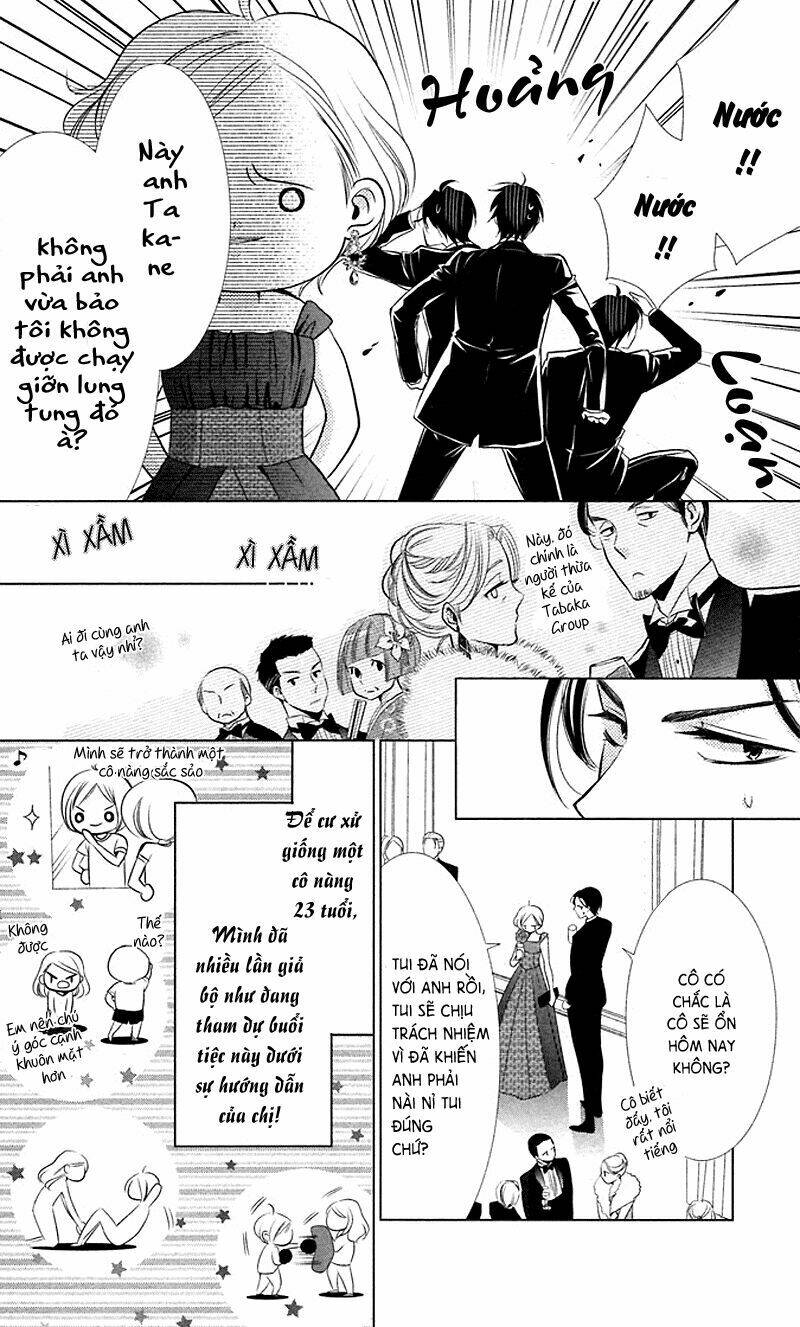 Nước
!!
Nước
!!
Hoảng
Loạn
Này
anh
Ta
ka-
ne
không
phải anh
vừa bảo
tôi không
được chạy
giỡn lung
tung đó
à?
Này, đó
chính là
người thừa
kế của
Tabaka
Group
XÌ XẦM
XÌ XẦM
Ai đi cùng anh
ta vậy nhỉ?
CÔ CÓ
CHẮC LÀ
CÔ SẼ ỔN
HÔM NAY
KHÔNG?
Cô biết
đấy, tôi
rất nổi
tiếng
TUI ĐÃ NÓI
VỚI ANH RỒI,
TUI SẼ CHỊU
TRÁCH NHIỆM
VÌ ĐÃ KHIẾN
ANH PHẢI
NÀI NỈ TUI
ĐÚNG
CHỨ?
Để cư xử
giống một
cô nàng
23 tuổi,
Mình đã
nhiều lần giả
bộ như đang
tham dự buổi
tiệc này dưới
sự hướng dẫn
của chị!
Mình sẽ trở thành một
cô nàng sắc sảo
Thế
nào?
Không
được
Em nên chú
ý góc cạnh
khuôn mặt
hơn